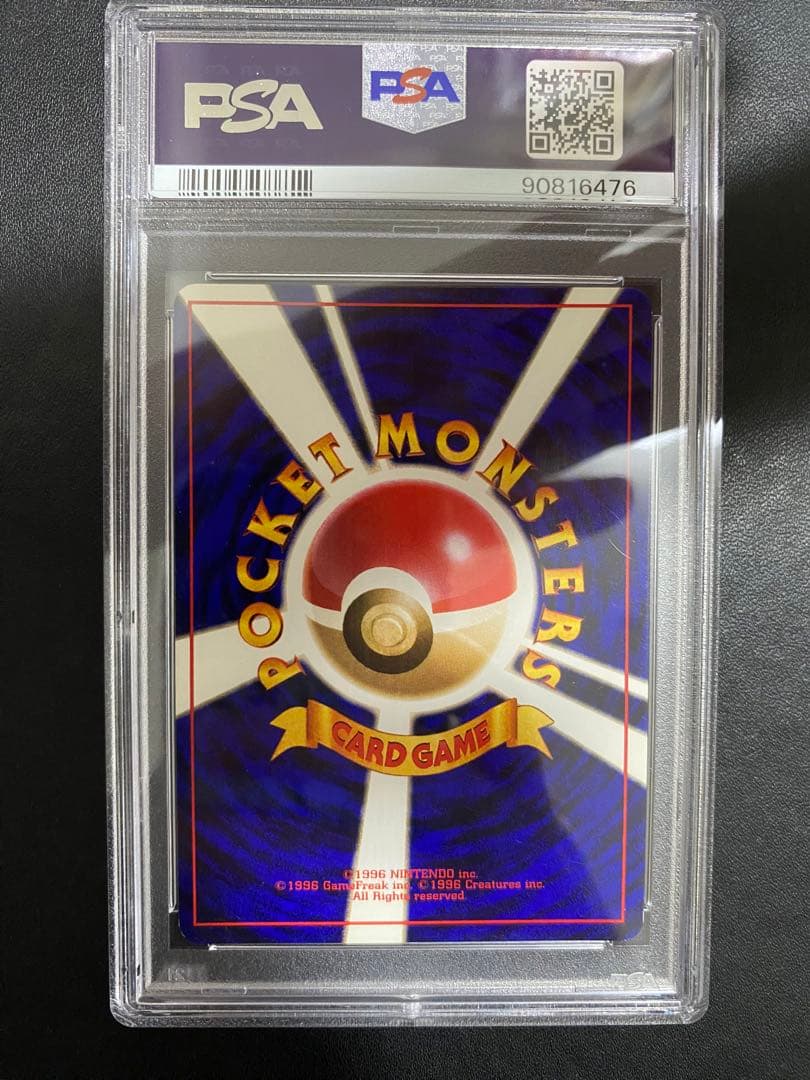 PSA
PSA
90816476
POCKET MONSTERS
CARD GAME
©1996 NINTENDO inc.
©1996 GameFreak inc. ©1996 Creatures inc.
All Rights reserved.